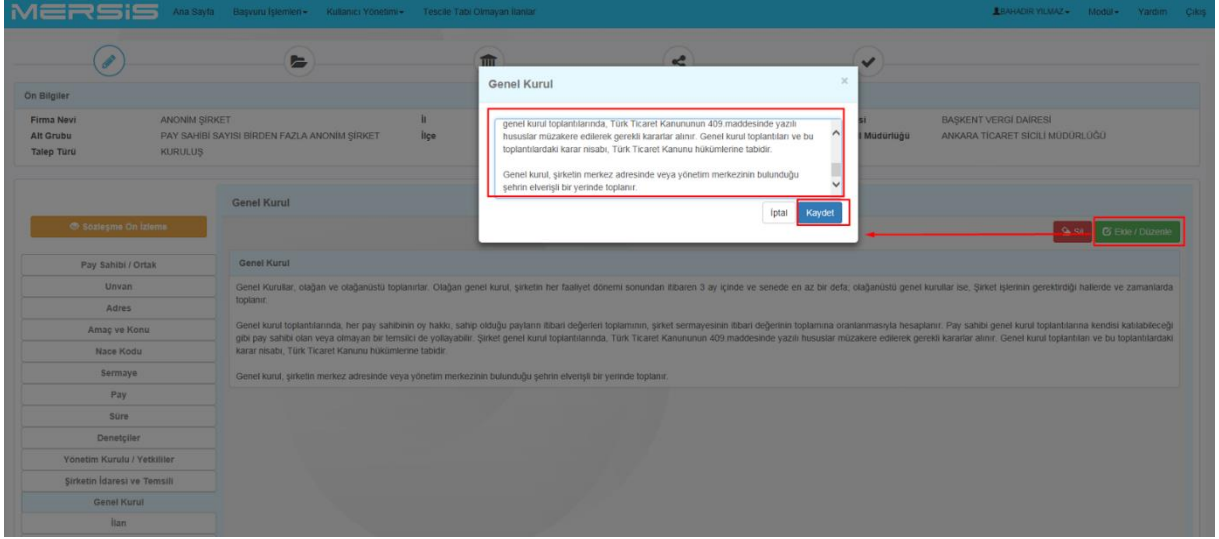 MERSİS Ana Sayfa Başvuru İşlemleri Kullanıcı Yönetimi Tescile Tabi Olmayan İlanlar BAHADIR YILMAZ Modül Yardım Çıkış
Ön Bilgiler
Firma Nevi ANONİM ŞİRKET İl BAŞKENT VERGİ DAİRESİ
Alt Grubu PAY SAHİBİ SAYISI BİRDEN FAZLA ANONİM ŞİRKET İlçe Müdürlüğü ANKARA TİCARET SİCİLİ MÜDÜRLÜĞÜ
Talep Türü KURULUŞ
Genel Kurul ×
genel kurul toplantılarında, Türk Ticaret Kanununun 409.maddesinde yazılı
hususlar müzakere edilerek gerekli kararlar alınır. Genel kurul toplantıları ve bu
toplantılardaki karar nisabı, Türk Ticaret Kanunu hükümlerine tabidir.
Genel kurul, şirketin merkez adresinde veya yönetim merkezinin bulunduğu
şehrin elverişli bir yerinde toplanır.
İptal Kaydet
Genel Kurul
Sözleşme Ön İzleme
Sil Ekle / Düzenle
Pay Sahibi / Ortak
Unvan
Adres
Amaç ve Konu
Nace Kodu
Sermaye
Pay
Süre
Denetçiler
Yönetim Kurulu / Yetkililer
Şirketin İdaresi ve Temsili
Genel Kurul
İlan
Genel Kurul
Genel Kurullar, olağan ve olağanüstü toplanırlar. Olağan genel kurul, şirketin her faaliyet dönemi sonundan itibaren 3 ay içinde ve senede en az bir defa; olağanüstü genel kurullar ise, Şirket işlerinin gerektirdiği hallerde ve zamanlarda
toplanır.
Genel kurul toplantılarında, her pay sahibinin oy hakkı, sahip olduğu payların itibari değerleri toplamının, şirket sermayesinin itibari değerinin toplamına oranlanmasıyla hesaplanır. Pay sahibi genel kurul toplantılarına kendisi katılabileceği
gibi pay sahibi olan veya olmayan bir temsilci de yollayabilir. Şirket genel kurul toplantılarında, Türk Ticaret Kanununun 409.maddesinde yazılı hususlar müzakere edilerek gerekli kararlar alınır. Genel kurul toplantıları ve bu toplantılardaki
karar nisabı, Türk Ticaret Kanunu hükümlerine tabidir.
Genel kurul, şirketin merkez adresinde veya yönetim merkezinin bulunduğu şehrin elverişli bir yerinde toplanır.